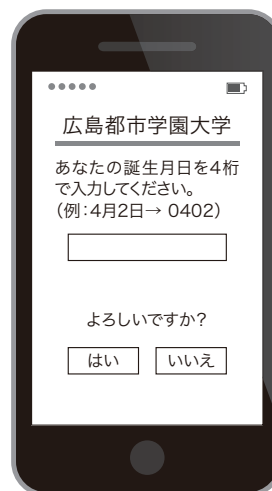 広島都市学園大学
あなたの誕生月日を4桁
で入力してください。
（例：4月2日→ 0402）
よろしいですか？
はい
いいえ